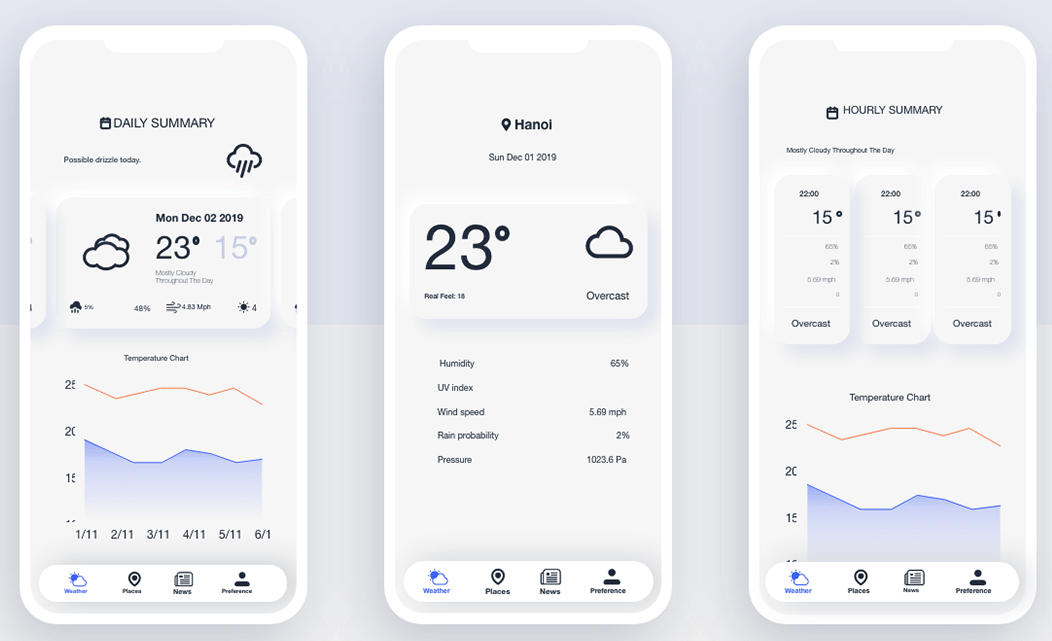 DAILY SUMMARY
Possible drizzle today.
Mon Dec 02 2019
23° 15°
Mostly Cloudy
Throughout The Day
5% 48% 4.83 Mph 4
Temperature Chart
25
20
15
1/11 2/11 3/11 4/11 5/11 6/1
Weather Places News Preference
Hanoi
Sun Dec 01 2019
23°
Real Feel: 18 Overcast
Humidity 65%
UV index
Wind speed 5.69 mph
Rain probability 2%
Pressure 1023.6 Pa
Weather Places News Preference
HOURLY SUMMARY
Mostly Cloudy Throughout The Day
22:00 22:00 22:00
15° 15° 15°
65% 65% 65%
2% 2% 2%
5.69 mph 5.69 mph 5.69 mph
0 0 0
Overcast Overcast Overcast
Temperature Chart
25
20
15
Weather Places News Preference